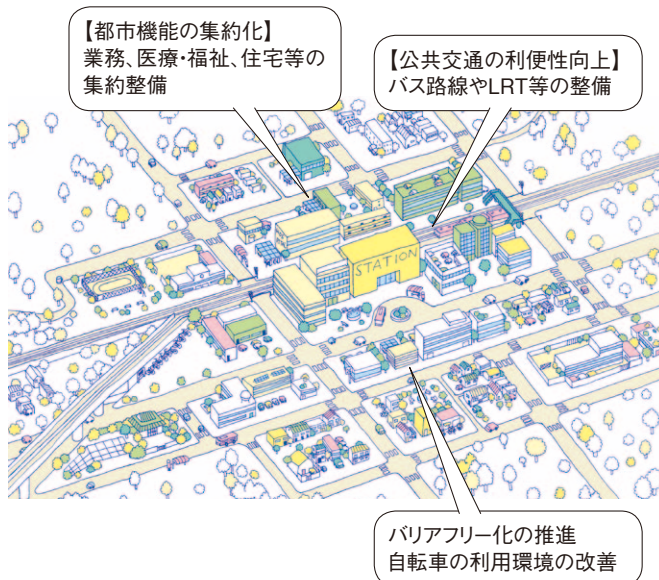 【都市機能の集約化】
業務、医療・福祉、住宅等の
集約整備
【公共交通の利便性向上】
バス路線やLRT等の整備
STATION
バリアフリー化の推進
自転車の利用環境の改善